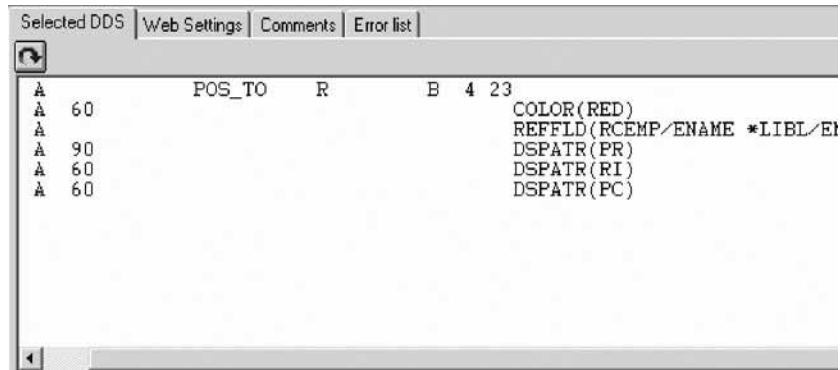 Selected DDS Web Settings Comments Error list
A POS_TO R B 4 23
A 60 COLOR(RED)
A REFFLD(RCEMP/ENAME *LIBL/
A 90 DSPATR(PR)
A 60 DSPATR(RI)
A 60 DSPATR(PC)